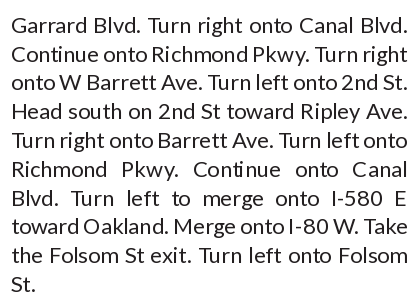 Garrard Blvd. Turn right onto Canal Blvd.
Continue onto Richmond Pkwy. Turn right
onto W Barrett Ave. Turn left onto 2nd St.
Head south on 2nd St toward Ripley Ave.
Turn right onto Barrett Ave. Turn left onto
Richmond Pkwy. Continue onto Canal
Blvd. Turn left to merge onto I-580 E
toward Oakland. Merge onto I-80 W. Take
the Folsom St exit. Turn left onto Folsom
St.